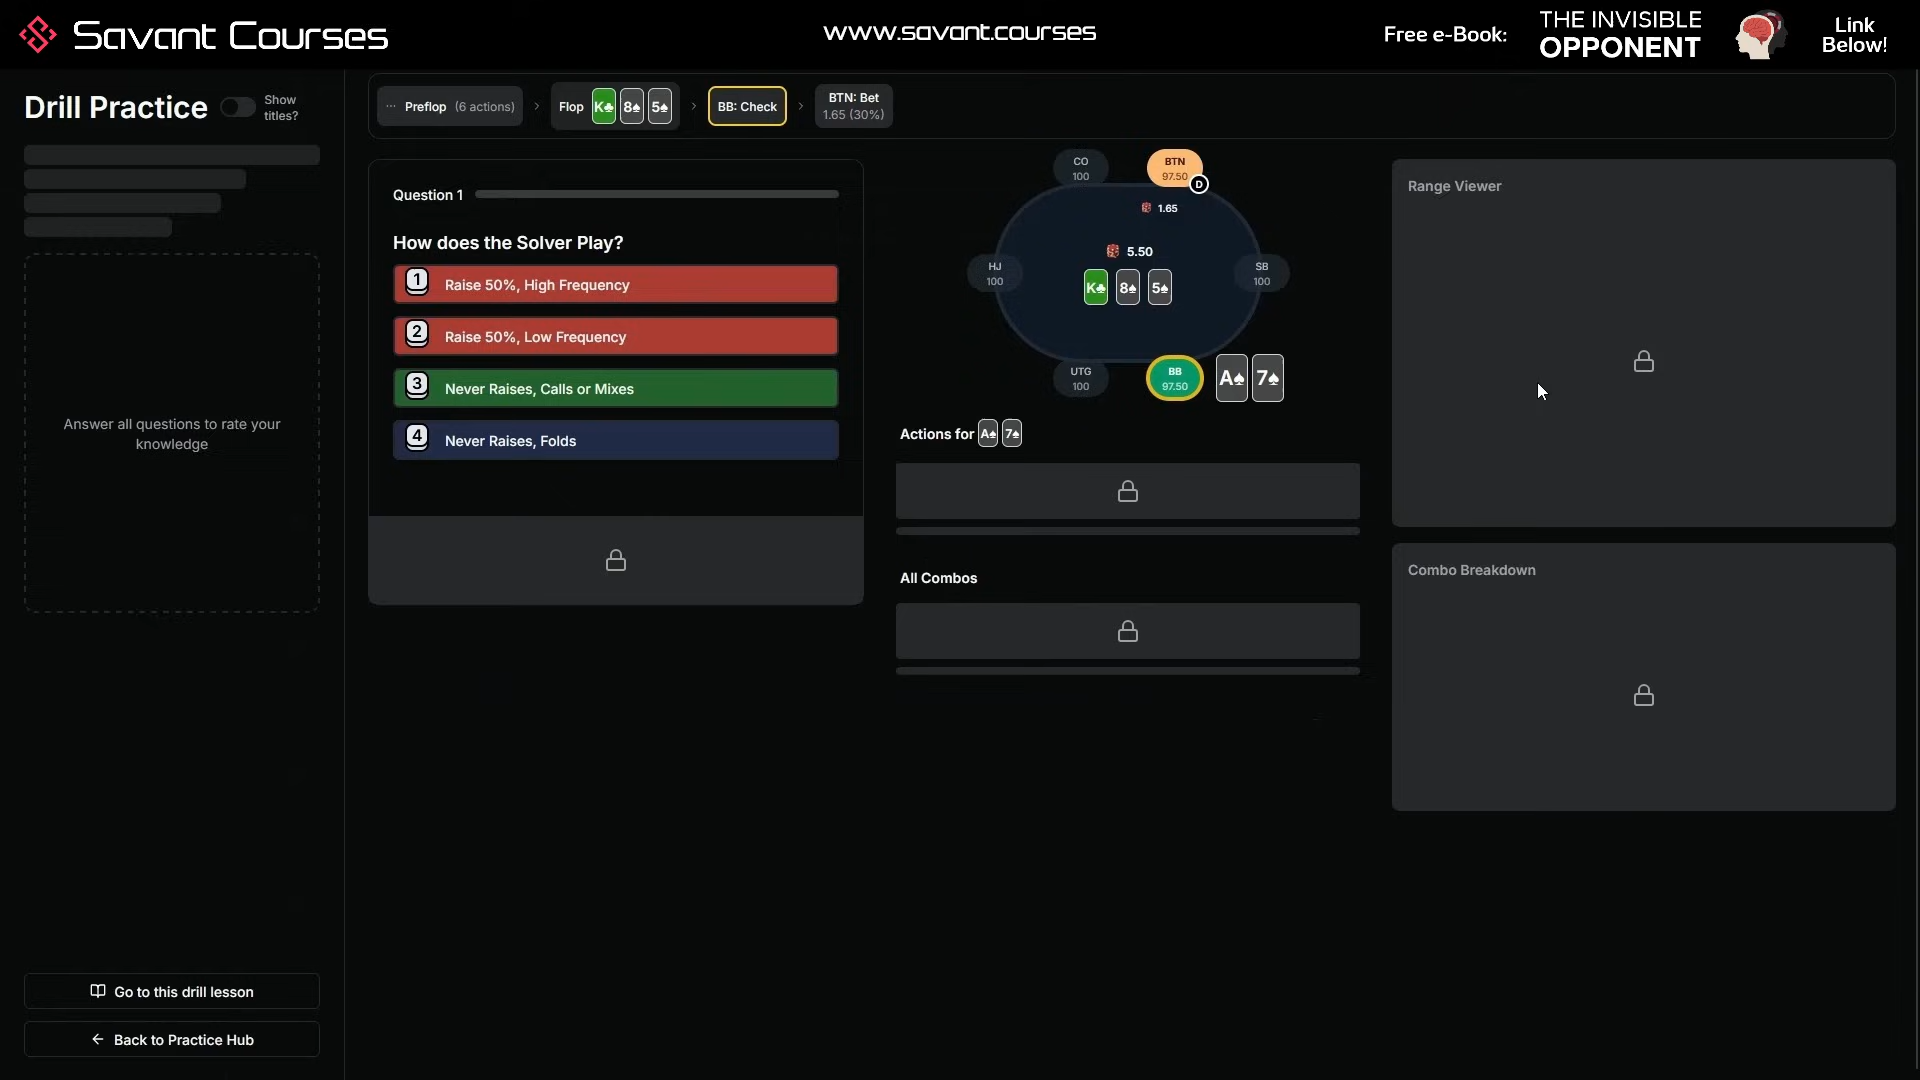 Savant Courses
www.savant.courses
Free e-Book:
THE INVISIBLE
OPPONENT
Link
Below!
Drill Practice
Show
titles?
Answer all questions to rate your
knowledge
Go to this drill lesson
Back to Practice Hub
··· Preflop (6 actions)
Flop K♣ 8♠ 5♠
BB: Check
BTN: Bet
1.65 (30%)
Question 1
How does the Solver Play?
1 Raise 50%, High Frequency
2 Raise 50%, Low Frequency
3 Never Raises, Calls or Mixes
4 Never Raises, Folds
CO
100
BTN
97.50
D
1.65
5.50
HJ
100
K♣ 8♠ 5♠
SB
100
UTG
100
BB
97.50
A♠ 7♠
Actions for A♠ 7♠
All Combos
Range Viewer
Combo Breakdown